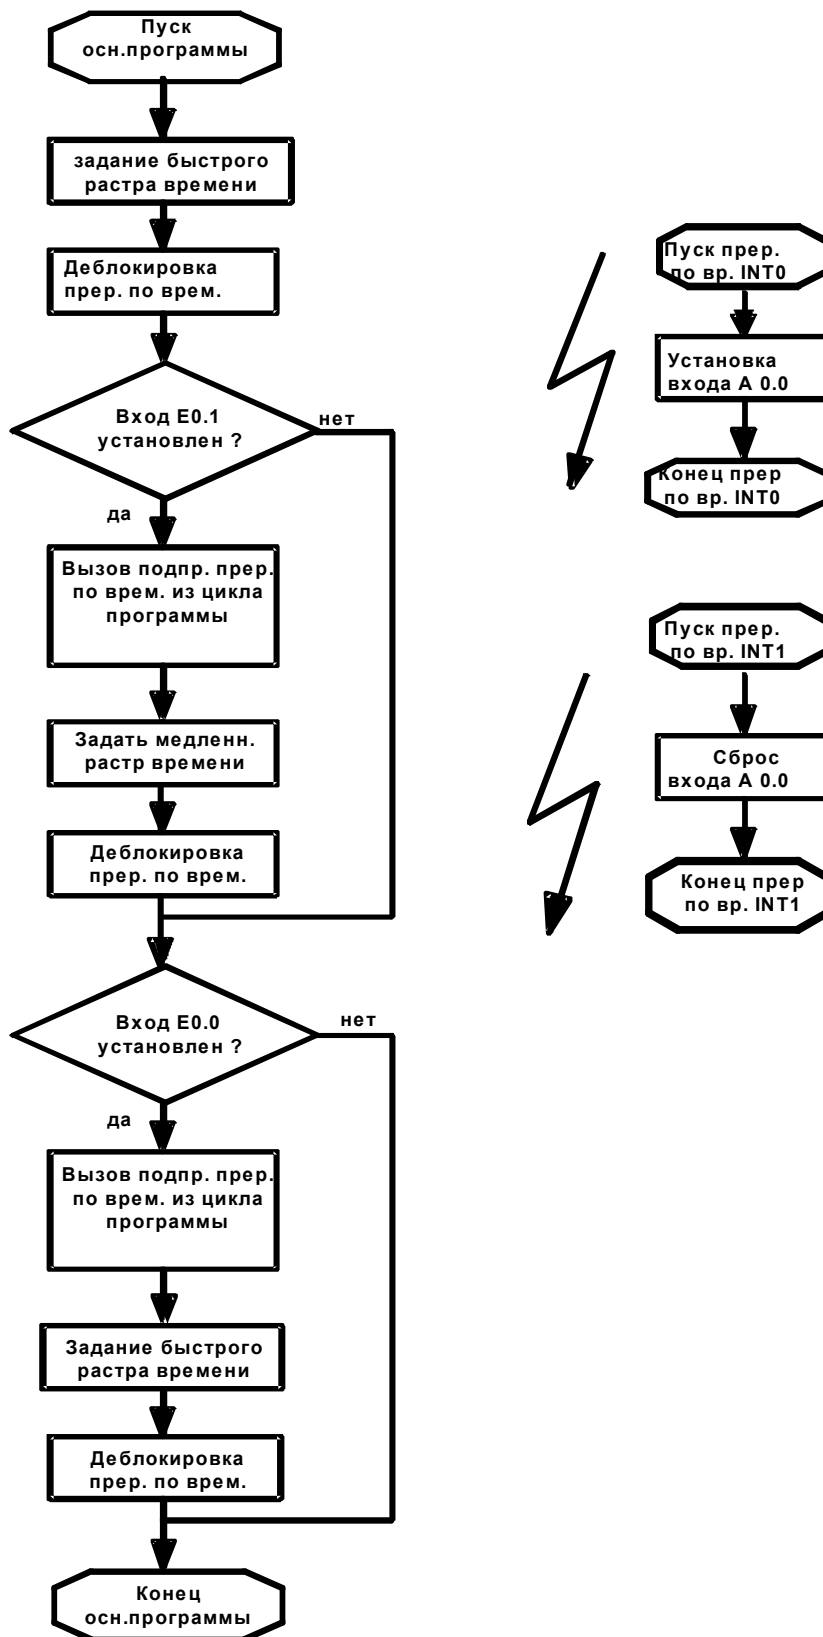 Пуск
осн.программы
задание быстрого
растра времени
Деблокировка
прер. по врем.
Вход E0.1
установлен ?
нет
да
Вызов подпр. прер.
по врем. из цикла
программы
Задать медленн.
растр времени
Деблокировка
прер. по врем.
Вход E0.0
установлен ?
нет
да
Вызов подпр. прер.
по врем. из цикла
программы
Задание быстрого
растра времени
Деблокировка
прер. по врем.
Конец
осн.программы
Пуск прер.
по вр. INT0
Установка
входа A 0.0
Конец прер
по вр. INT0
Пуск прер.
по вр. INT1
Сброс
входа A 0.0
Конец прер
по вр. INT1